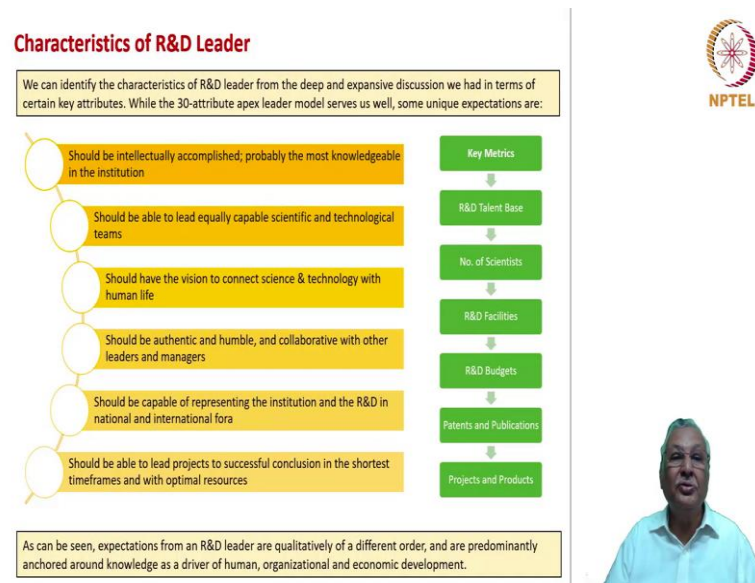 Characteristics of R&D Leader
We can identify the characteristics of R&D leader from the deep and expansive discussion we had in terms of
certain key attributes. While the 30-attribute apex leader model serves us well, some unique expectations are:
Should be intellectually accomplished; probably the most knowledgeable
in the institution
Should be able to lead equally capable scientific and technological
teams
Should have the vision to connect science & technology with
human life
Should be authentic and humble, and collaborative with other
leaders and managers
Should be capable of representing the institution and the R&D in
national and international fora
Should be able to lead projects to successful conclusion in the shortest
timeframes and with optimal resources
Key Metrics
R&D Talent Base
No. of Scientists
R&D Facilities
R&D Budgets
Patents and Publications
Projects and Products
As can be seen, expectations from an R&D leader are qualitatively of a different order, and are predominantly
anchored around knowledge as a driver of human, organizational and economic development.
NPTEL